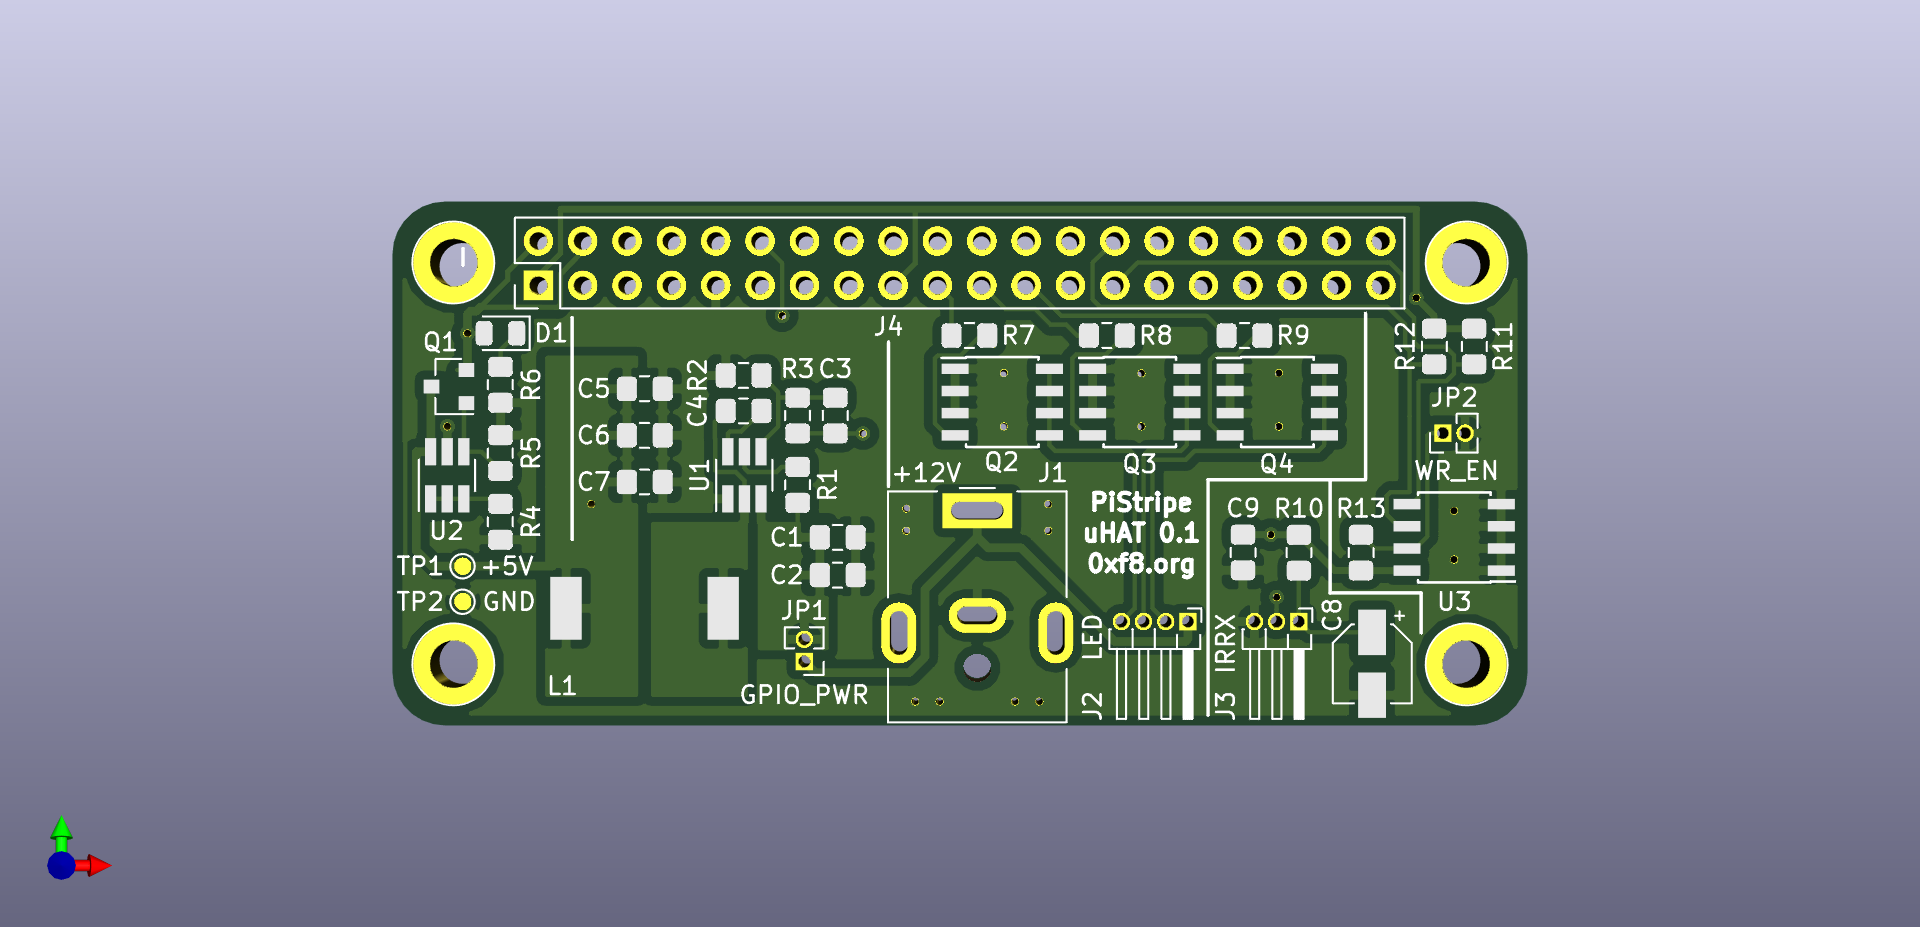 J4
D1
Q1
R7
R8
R9
R12
R11
R6
C5
R2
R3
C3
C4
C6
R5
C7
U1
R1
Q2
Q3
Q4
JP2
WR_EN
+12V
J1
PiStripe
uHAT 0.1
0xf8.org
U2
R4
C1
C2
C9
R10
R13
TP1
+5V
TP2
GND
JP1
GPIO_PWR
L1
LED
J2
IRRX
J3
C8
+
U3